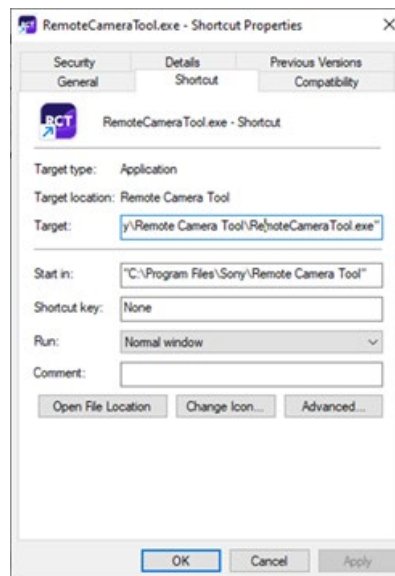 RemoteCameraTool.exe - Shortcut Properties
Security Details Previous Versions
General Shortcut Compatibility
RCT
RemoteCameraTool.exe - Shortcut
Target type: Application
Target location: Remote Camera Tool
Target: y\Remote Camera Tool\RemoteCameraTool.exe"
Start in: "C:\Program Files\Sony\Remote Camera Tool"
Shortcut key: None
Run: Normal window
Comment:
Open File Location Change Icon... Advanced...
OK Cancel Apply